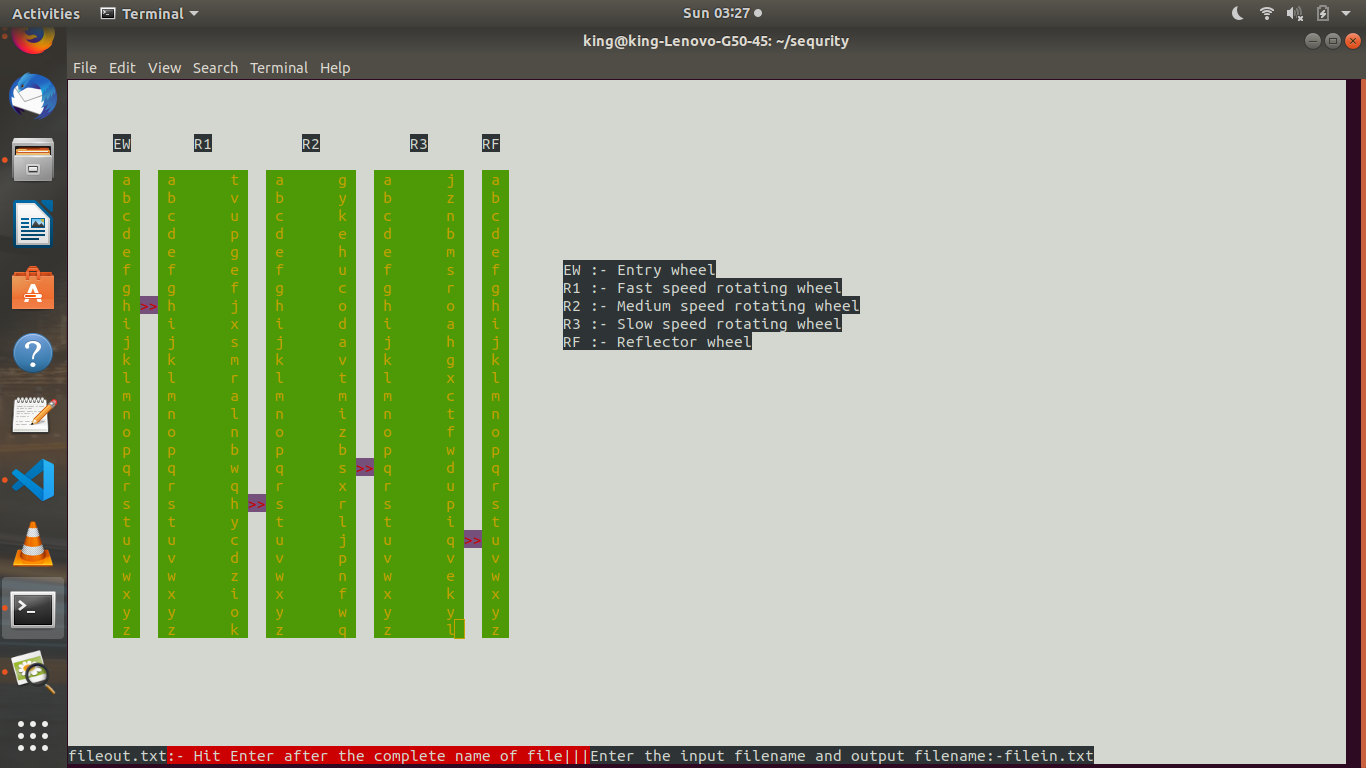 Activities Terminal Sun 03:27
king@king-Lenovo-G50-45: ~/sequrity
File Edit View Search Terminal Help
EW R1 R2 R3 RF
a a t a g a j a
b b v b y b z b
c c u c k c n c
d d p d e d b d
e e g e h e m e
f f e f u f s f EW :- Entry wheel
g g f g c g r g R1 :- Fast speed rotating wheel
h >> h j h o h o h R2 :- Medium speed rotating wheel
i i x i d i a i R3 :- Slow speed rotating wheel
j j s j a j h j RF :- Reflector wheel
k k m k v k g k
l l r l t l x l
m m a m m m c m
n n l n i n t n
o o n o z o f o
p p b p b p w p
q q w q s >> q d q
r r q r x r u r
s s h >> s r s p s
t t y t l t i t
u u c u j u q >> u
v v d v p v v v
w w z w n w e w
x x i x f x k x
y y o y w y y y
z z k z q z l z
fileout.txt:- Hit Enter after the complete name of file|||Enter the input filename and output filename:-filein.txt